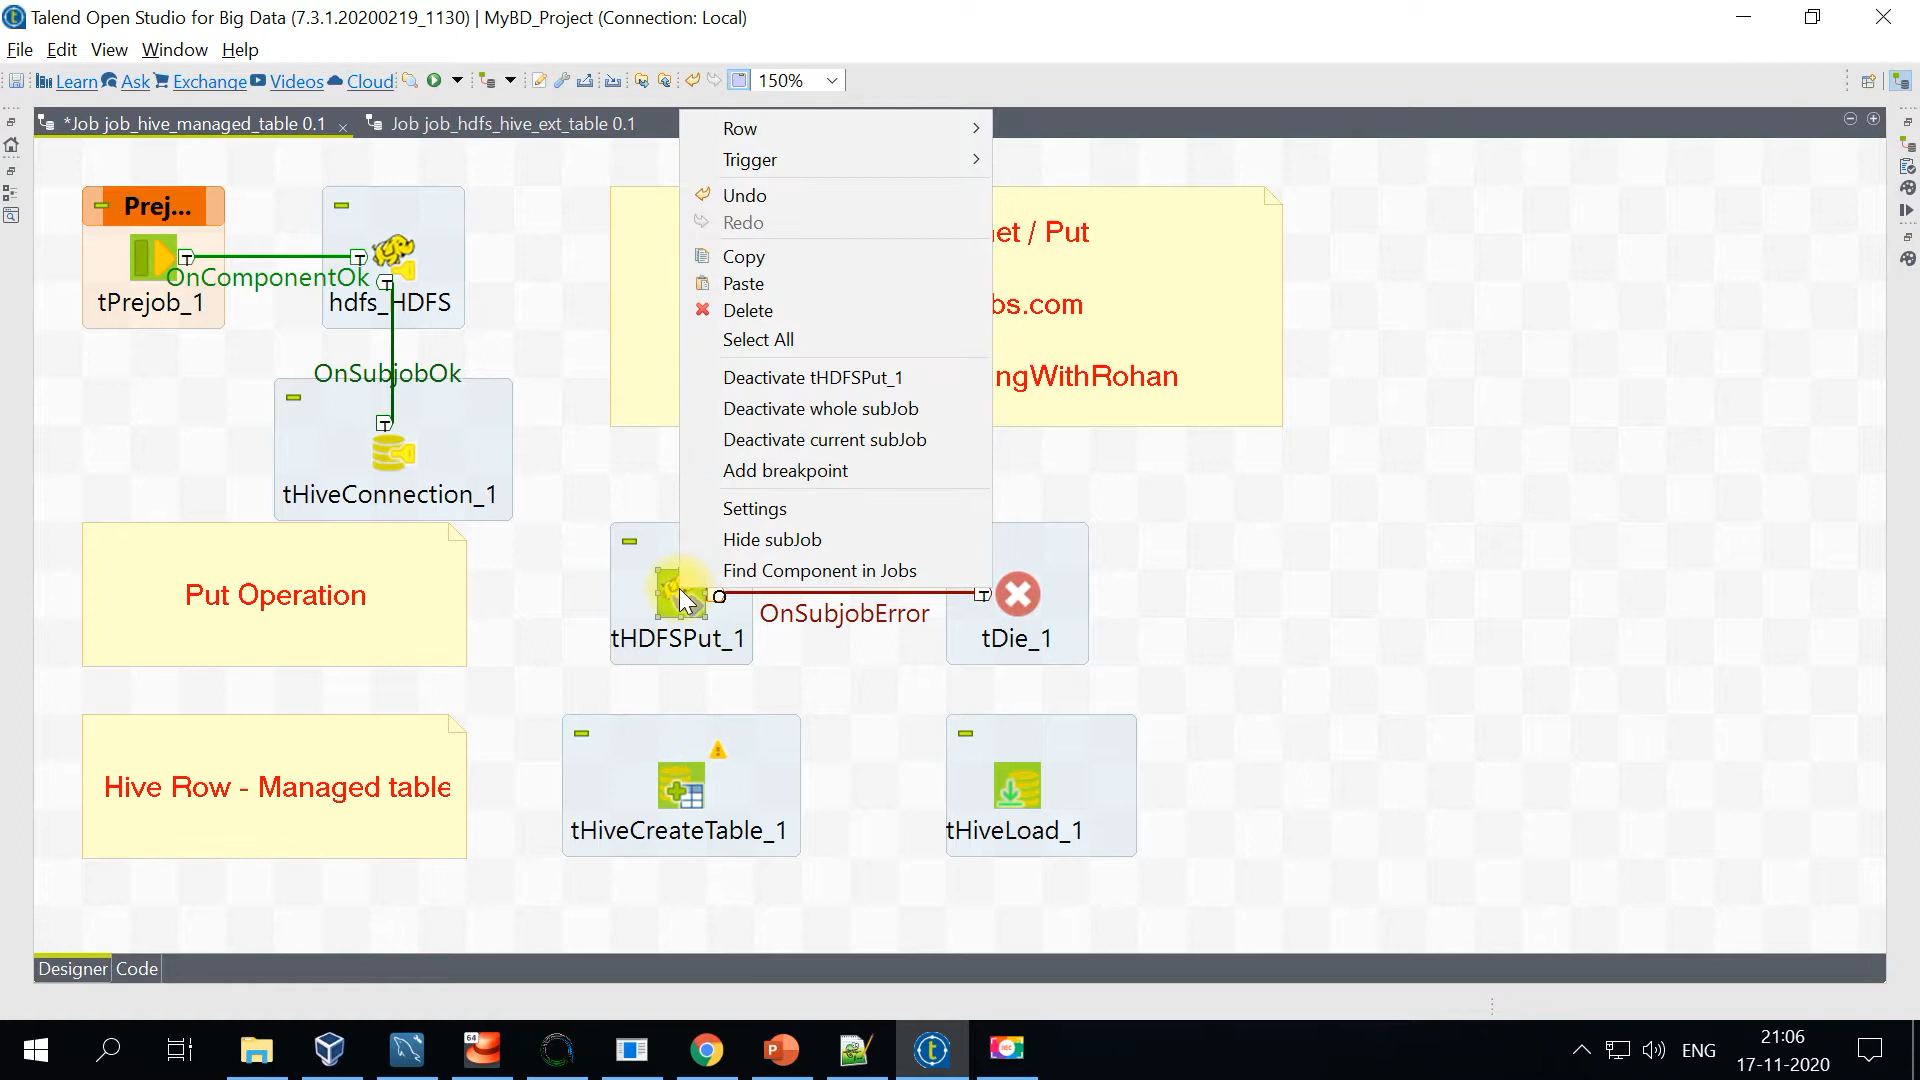 Talend Open Studio for Big Data (7.3.1.20200219_1130) | MyBD_Project (Connection: Local)
File Edit View Window Help
Learn Ask Exchange Videos Cloud 150%
*Job job_hive_managed_table 0.1 Job job_hdfs_hive_ext_table 0.1
Row
Trigger
Undo
Redo
Copy
Paste
Delete
Select All
Deactivate tHDFSPut_1
Deactivate whole subJob
Deactivate current subJob
Add breakpoint
Settings
Hide subJob
Find Component in Jobs
Prej...
OnComponentOk
tPrejob_1
hdfs_HDFS
OnSubjobOk
tHiveConnection_1
et / Put
bs.com
ngWithRohan
Put Operation
tHDFSPut_1
OnSubjobError
tDie_1
Hive Row - Managed table
tHiveCreateTable_1
tHiveLoad_1
Designer Code
64
ENG
21:06
17-11-2020